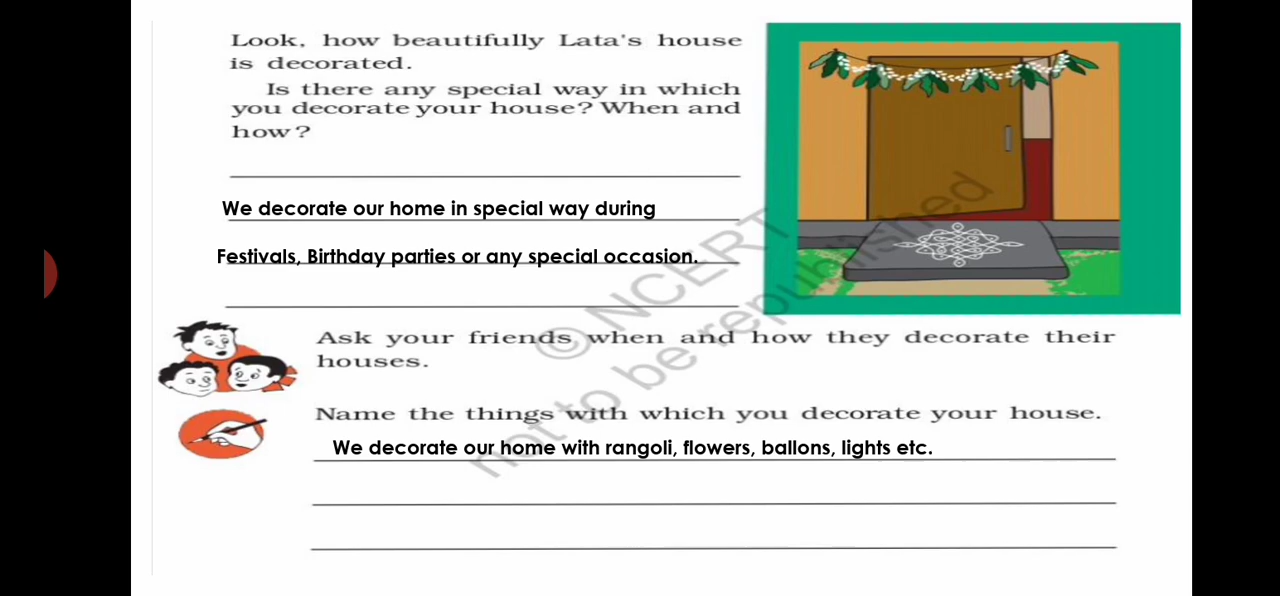 Look, how beautifully Lata's house
is decorated.
Is there any special way in which
you decorate your house? When and
how?
We decorate our home in special way during
Festivals, Birthday parties or any special occasion.
© NCERT
not to be republished
Ask your friends when and how they decorate their
houses.
Name the things with which you decorate your house.
We decorate our home with rangoli, flowers, ballons, lights etc.